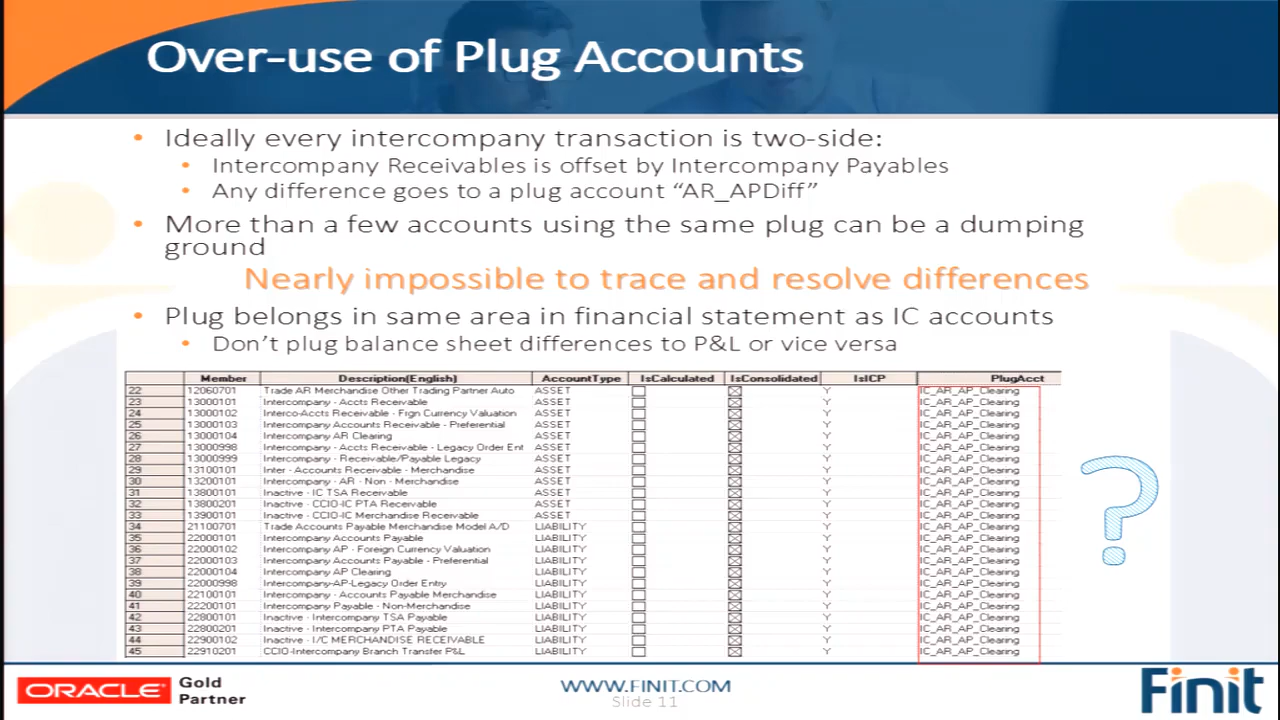 Over-use of Plug Accounts
• Ideally every intercompany transaction is two-side:
• Intercompany Receivables is offset by Intercompany Payables
• Any difference goes to a plug account “AR_APDiff”
• More than a few accounts using the same plug can be a dumping
ground
Nearly impossible to trace and resolve differences
• Plug belongs in same area in financial statement as IC accounts
• Don’t plug balance sheet differences to P&L or vice versa
Member Description(English) AccountType IsCalculated IsConsolidated IsICP PlugAcct
22 12060701 Trade AR Merchandise Other Trading Partner Auto ASSET Y IC_AR_AP_Clearing
23 13000101 Intercompany - Accts Receivable ASSET Y IC_AR_AP_Clearing
24 13000102 Interco-Accts Receivable - Frgn Currency Valuation ASSET Y IC_AR_AP_Clearing
25 13000103 Intercompany Accounts Receivable - Preferential ASSET Y IC_AR_AP_Clearing
26 13000104 Intercompany AR Clearing ASSET Y IC_AR_AP_Clearing
27 13000998 Intercompany - Accts Receivable - Legacy Order Ent ASSET Y IC_AR_AP_Clearing
28 13000999 Intercompany - Receivable/Payable Legacy ASSET Y IC_AR_AP_Clearing
29 13100101 Inter - Accounts Receivable - Merchandise ASSET Y IC_AR_AP_Clearing
30 13200101 Intercompany - AR - Non - Merchandise ASSET Y IC_AR_AP_Clearing
31 13800101 Inactive - IC TSA Receivable ASSET Y IC_AR_AP_Clearing
32 13800201 Inactive - CCIO-IC PTA Receivable ASSET Y IC_AR_AP_Clearing
33 13900101 Inactive - CCIO-IC Merchandise Receivable ASSET Y IC_AR_AP_Clearing
34 21100701 Trade Accounts Payable Merchandise Model A/D LIABILITY Y IC_AR_AP_Clearing
35 22000101 Intercompany Accounts Payable LIABILITY Y IC_AR_AP_Clearing
36 22000102 Intercompany AP - Foreign Currency Valuation LIABILITY Y IC_AR_AP_Clearing
37 22000103 Intercompany Accounts Payable - Preferential LIABILITY Y IC_AR_AP_Clearing
38 22000104 Intercompany AP Clearing LIABILITY Y IC_AR_AP_Clearing
39 22000998 Intercompany-AP-Legacy Order Entry LIABILITY Y IC_AR_AP_Clearing
40 22100101 Intercompany - Accounts Payable Merchandise LIABILITY Y IC_AR_AP_Clearing
41 22200101 Intercompany Payable - Non-Merchandise LIABILITY Y IC_AR_AP_Clearing
42 22800101 Inactive - Intercompany TSA Payable LIABILITY Y IC_AR_AP_Clearing
43 22800201 Inactive - Intercompany PTA Payable LIABILITY Y IC_AR_AP_Clearing
44 22900102 Inactive - I/C MERCHANDISE RECEIVABLE LIABILITY Y IC_AR_AP_Clearing
45 22910201 CCIO-Intercompany Branch Transfer P&L LIABILITY Y IC_AR_AP_Clearing
?
ORACLE Gold
Partner
WWW.FINIT.COM
Slide 11
Finit